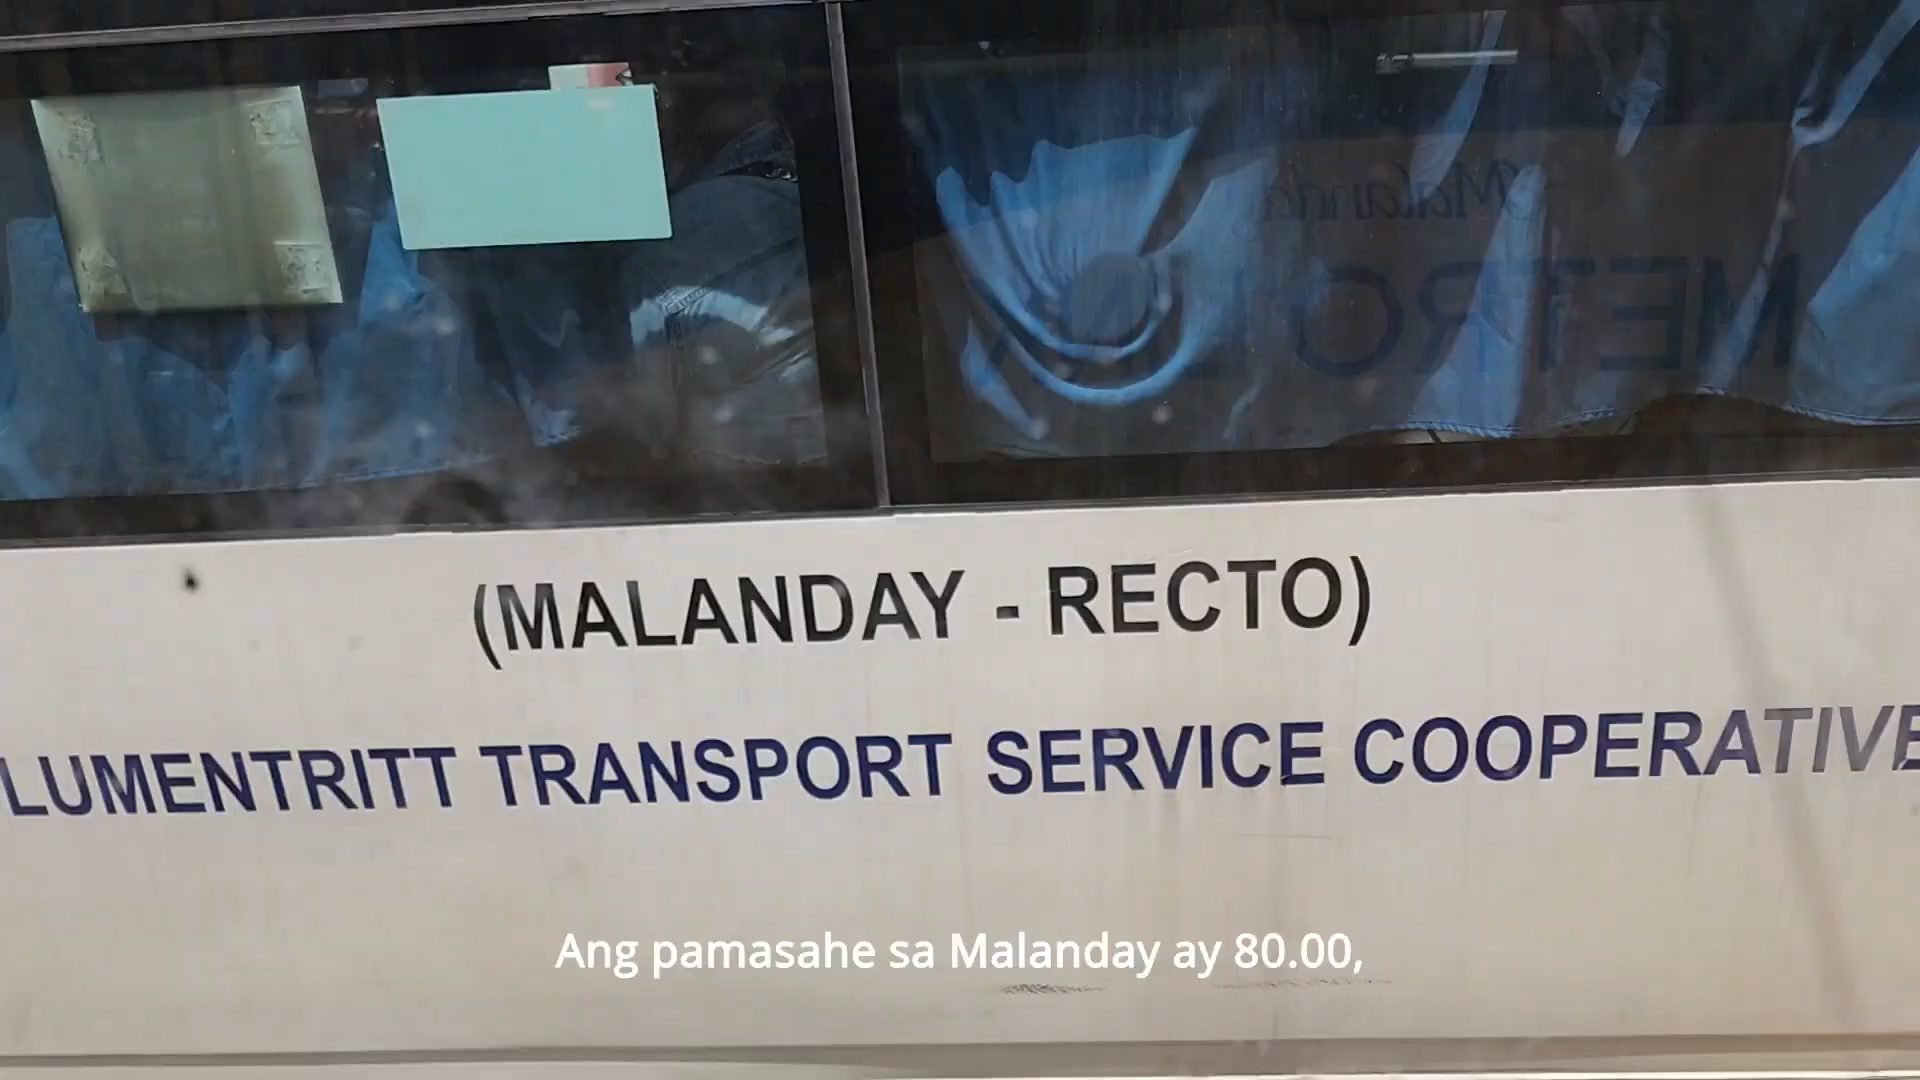 (MALANDAY - RECTO)
LUMENTRITT TRANSPORT SERVICE COOPERATIVE
Ang pamasahe sa Malanday ay 80.00,